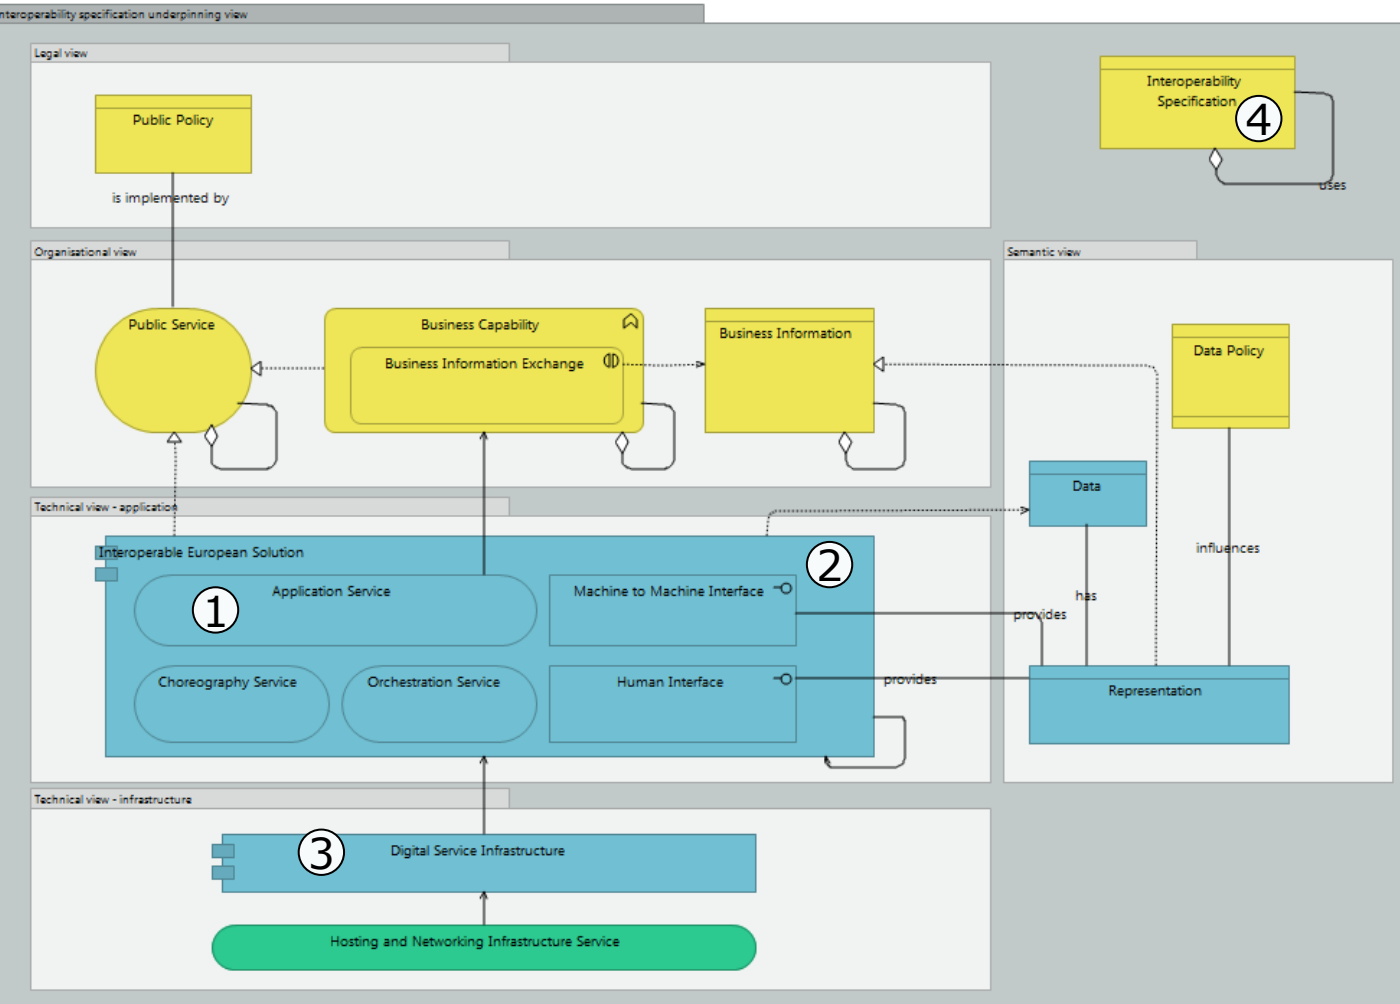 Interoperability specification underpinning view
Legal view
Public Policy
is implemented by
Interoperability
Specification
4
uses
Organisational view
Public Service
Business Capability
Business Information Exchange
Business Information
Semantic view
Data Policy
Data
influences
has
provides
provides
Representation
Technical view - application
Interoperable European Solution
2
Application Service
1
Machine to Machine Interface
Choreography Service
Orchestration Service
Human Interface
Technical view - infrastructure
3
Digital Service Infrastructure
Hosting and Networking Infrastructure Service